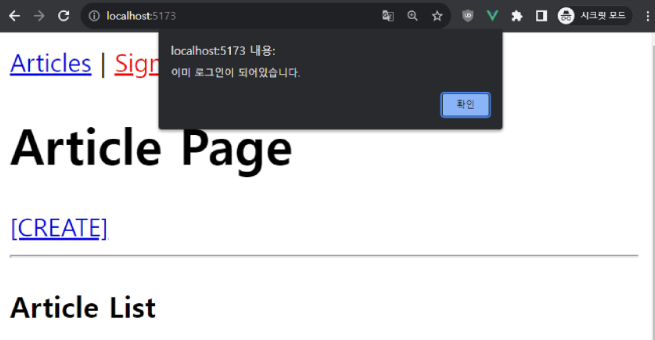 localhost:5173
시크릿 모드
localhost:5173 내용:
이미 로그인이 되어있습니다.
확인
Articles | Sign
Article Page
[CREATE]
Article List